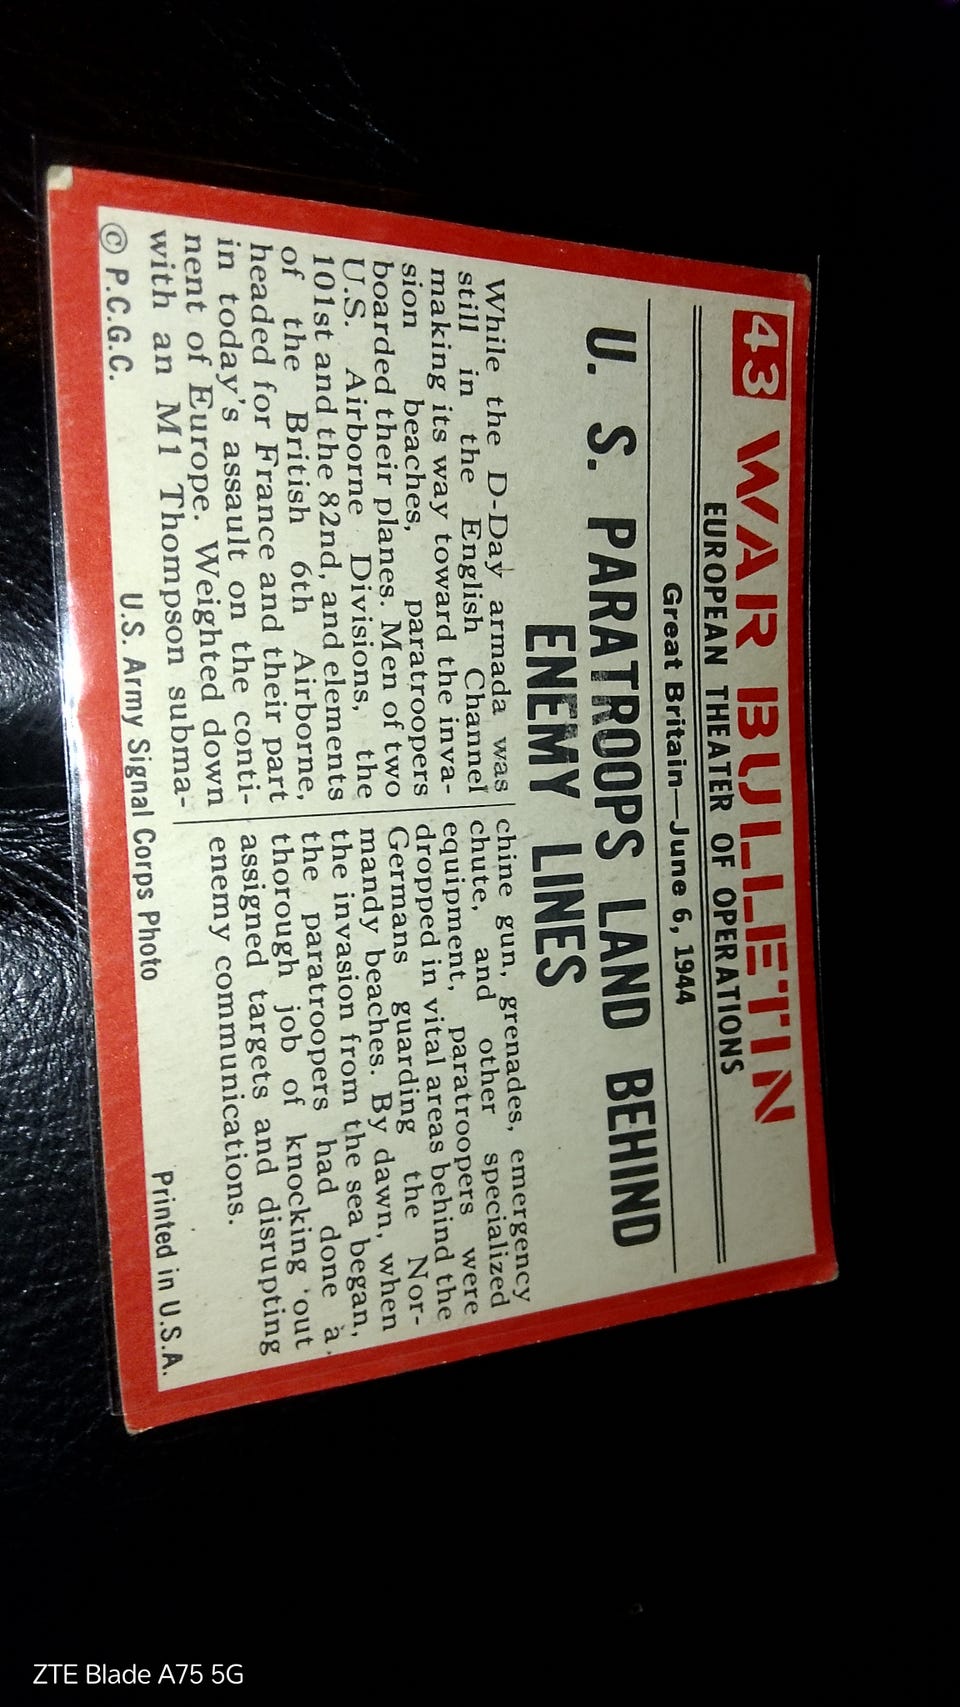 43 WAR BULLETIN
EUROPEAN THEATER OF OPERATIONS
Great Britain—June 6, 1944
U. S. PARATROOPS LAND BEHIND
ENEMY LINES
While the D-Day armada was
still in the English Channel
making its way toward the inva-
sion beaches, paratroopers
boarded their planes. Men of two
U.S. Airborne Divisions, the
101st and the 82nd, and elements
of the British 6th Airborne,
headed for France and their part
in today's assault on the conti-
nent of Europe. Weighted down
with an M1 Thompson subma-
chine gun, grenades, emergency
chute, and other specialized
equipment, paratroopers were
dropped in vital areas behind the
Germans guarding the Nor-
mandy beaches. By dawn, when
the invasion from the sea began,
the paratroopers had done a
thorough job of knocking out
assigned targets and disrupting
enemy communications.
© P.C.G.C. U.S. Army Signal Corps Photo Printed in U.S.A.
ZTE Blade A75 5G